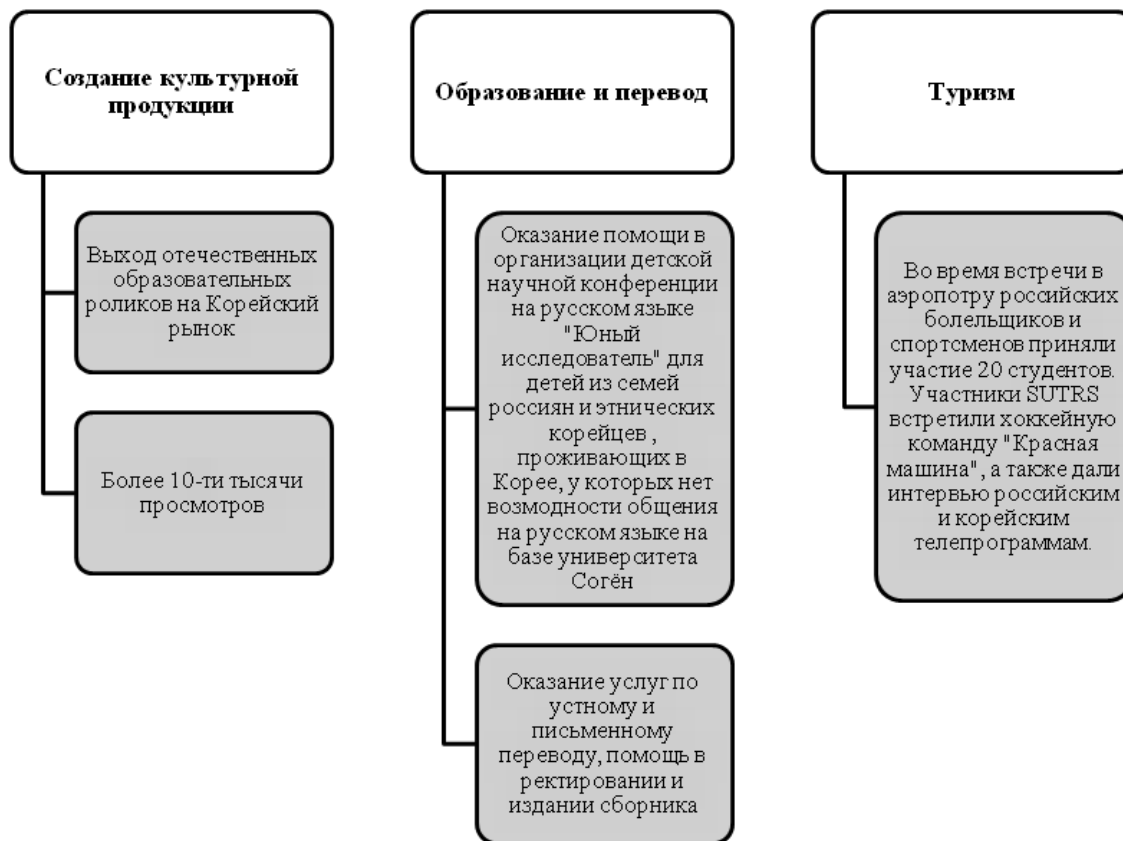 Создание культурной
продукции
Выход отечественных
образовательных
роликов на Корейский
рынок
Более 10-ти тысячи
просмотров
Образование и перевод
Оказание помощи в
организации детской
научной конференции
на русском языке
"Юный
исследователь" для
детей из семей
россиян и этнических
корейцев ,
проживающих в
Корее, у которых нет
возмодности общения
на русском языке на
базе университета
Согён
Оказание услуг по
устному и
письменному
переводу, помощь в
ректировании и
издании сборника
Туризм
Во время встречи в
аэропотру российских
болельщиков и
спортсменов приняли
участие 20 студентов.
Участники SUTRS
встретили хоккейную
команду "Красная
машина", а также дали
интервью российским
и корейским
телепрограммам.